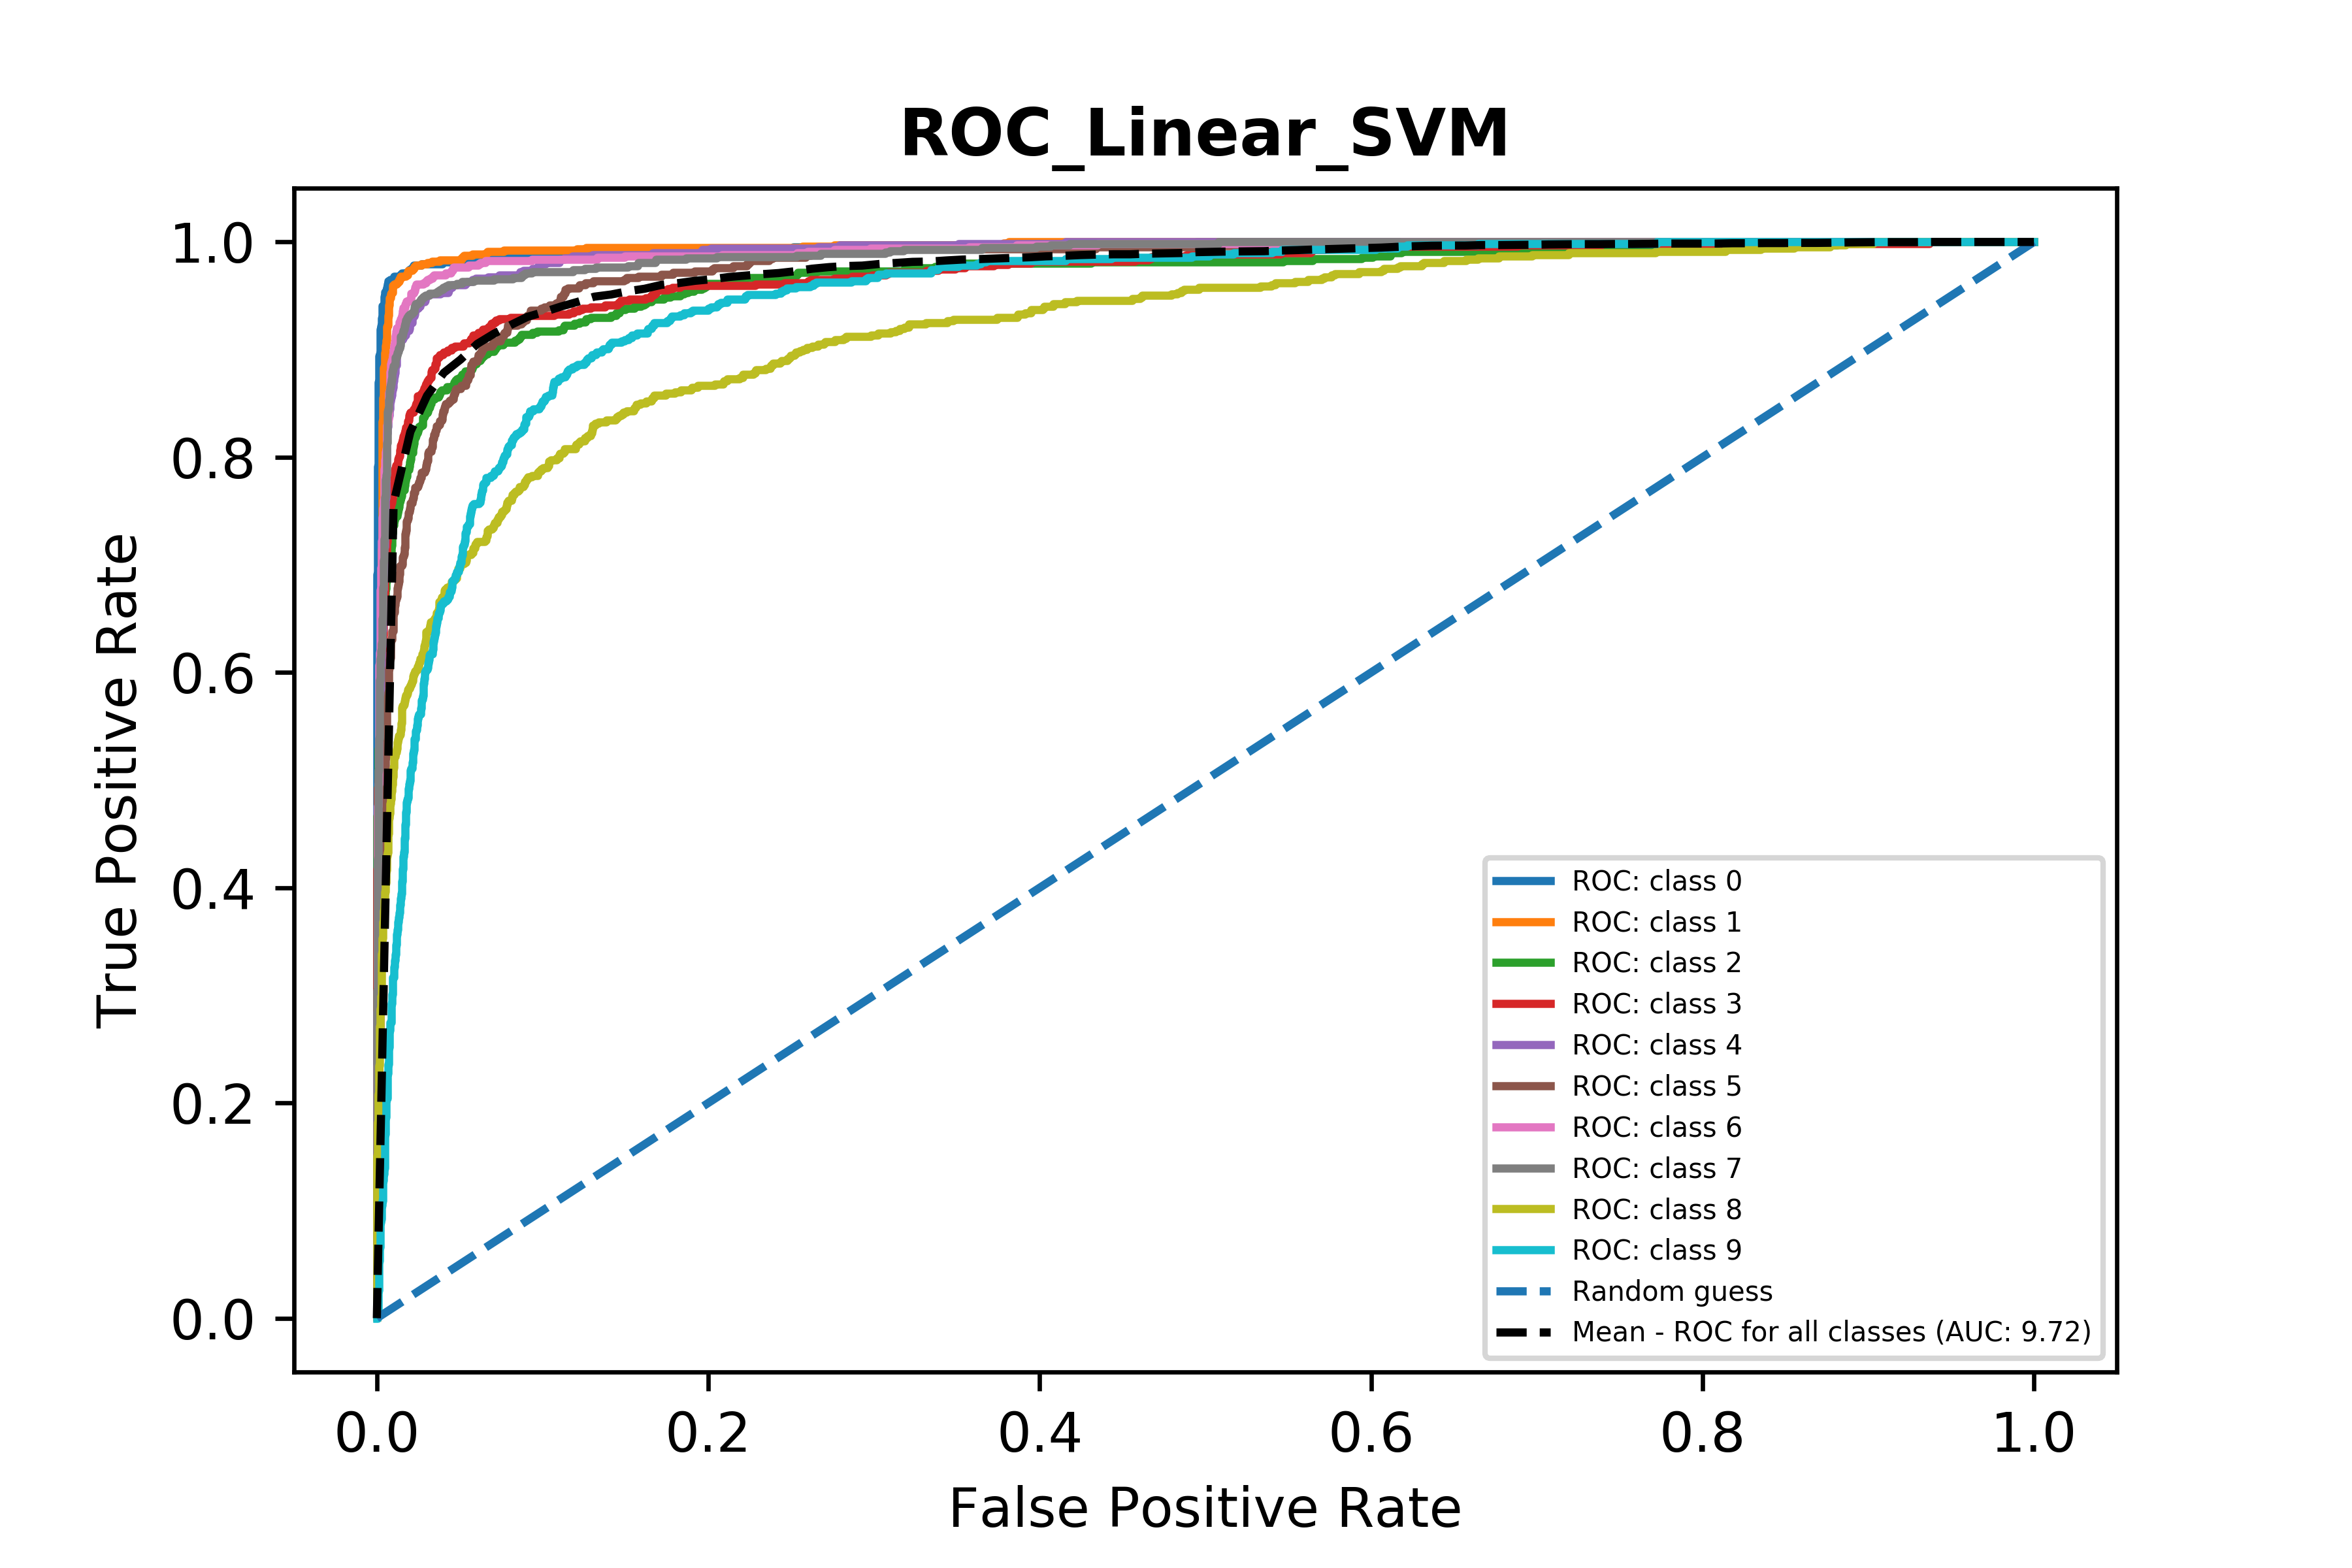 ROC_Linear_SVM
True Positive Rate
1.0
0.8
0.6
0.4
0.2
0.0
ROC: class 0
ROC: class 1
ROC: class 2
ROC: class 3
ROC: class 4
ROC: class 5
ROC: class 6
ROC: class 7
ROC: class 8
ROC: class 9
Random guess
Mean - ROC for all classes (AUC: 9.72)
0.0 0.2 0.4 0.6 0.8 1.0
False Positive Rate